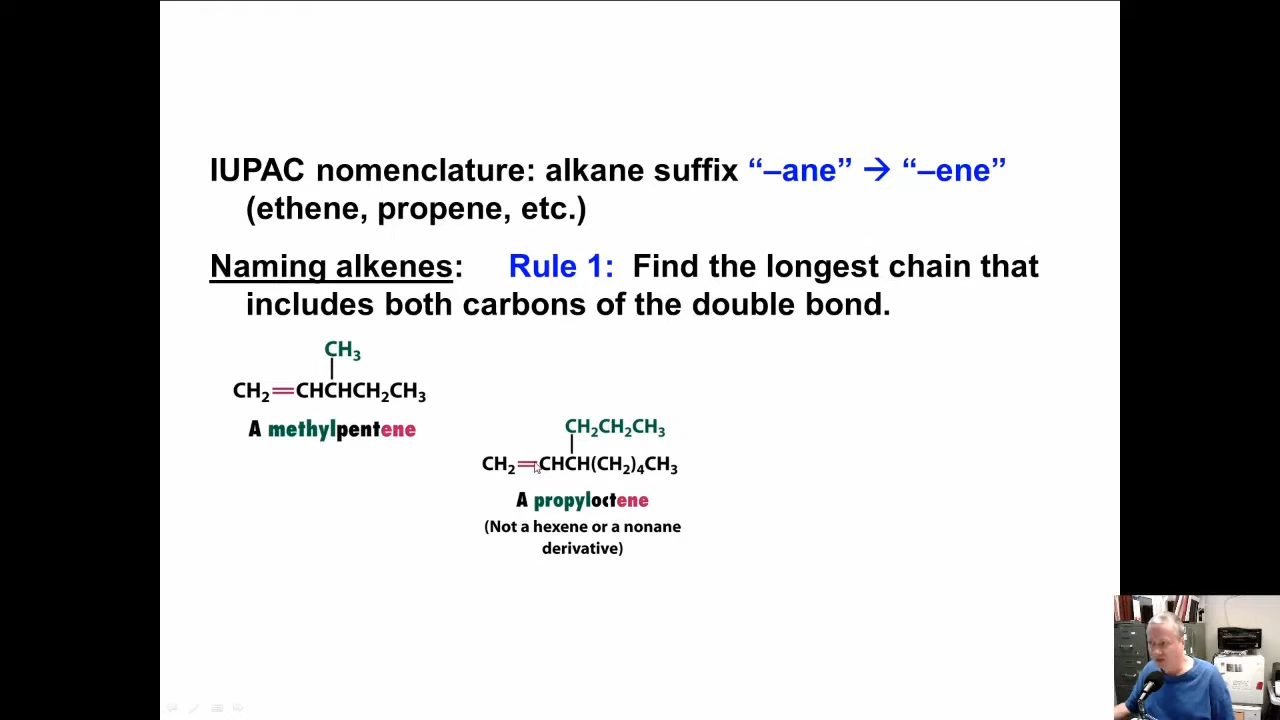 IUPAC nomenclature: alkane suffix “–ane” → “–ene”
(ethene, propene, etc.)
Naming alkenes: Rule 1: Find the longest chain that
includes both carbons of the double bond.
CH₃
CH₂=CHCHCH₂CH₃
A methylpentene
CH₂CH₂CH₃
CH₂=CHCH(CH₂)₄CH₃
A propyloctene
(Not a hexene or a nonane
derivative)